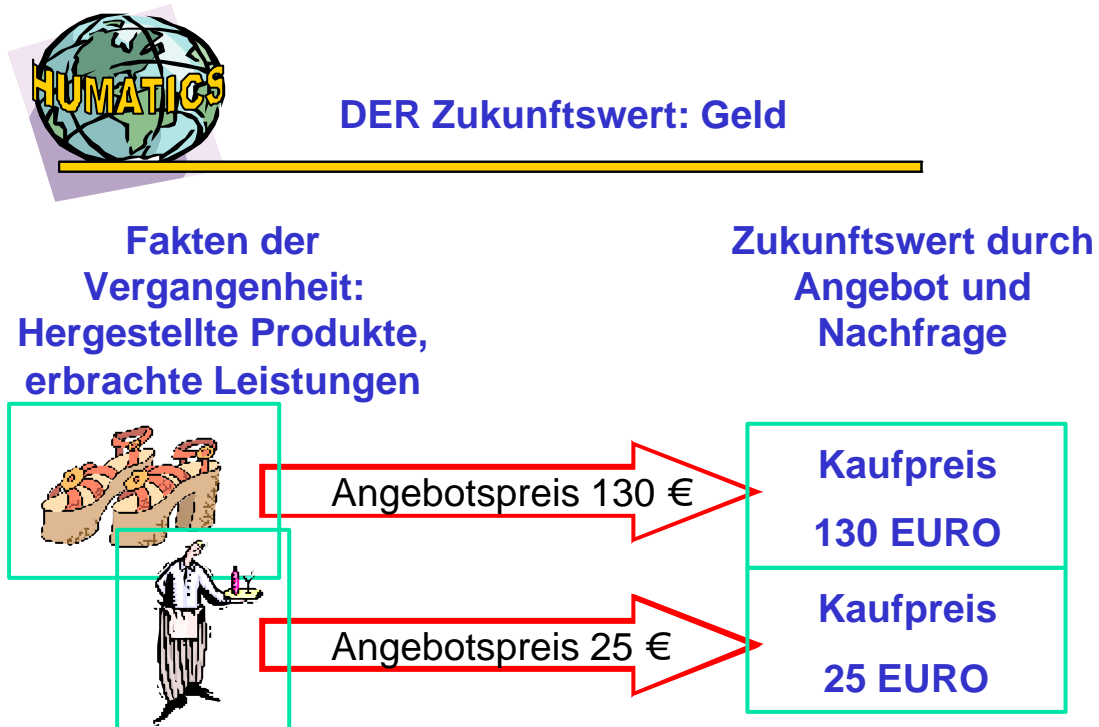 HUMATICS
DER Zukunftswert: Geld
Fakten der
Vergangenheit:
Hergestellte Produkte,
erbrachte Leistungen
Zukunftswert durch
Angebot und
Nachfrage
Angebotspreis 130 €
Kaufpreis
130 EURO
Angebotspreis 25 €
Kaufpreis
25 EURO